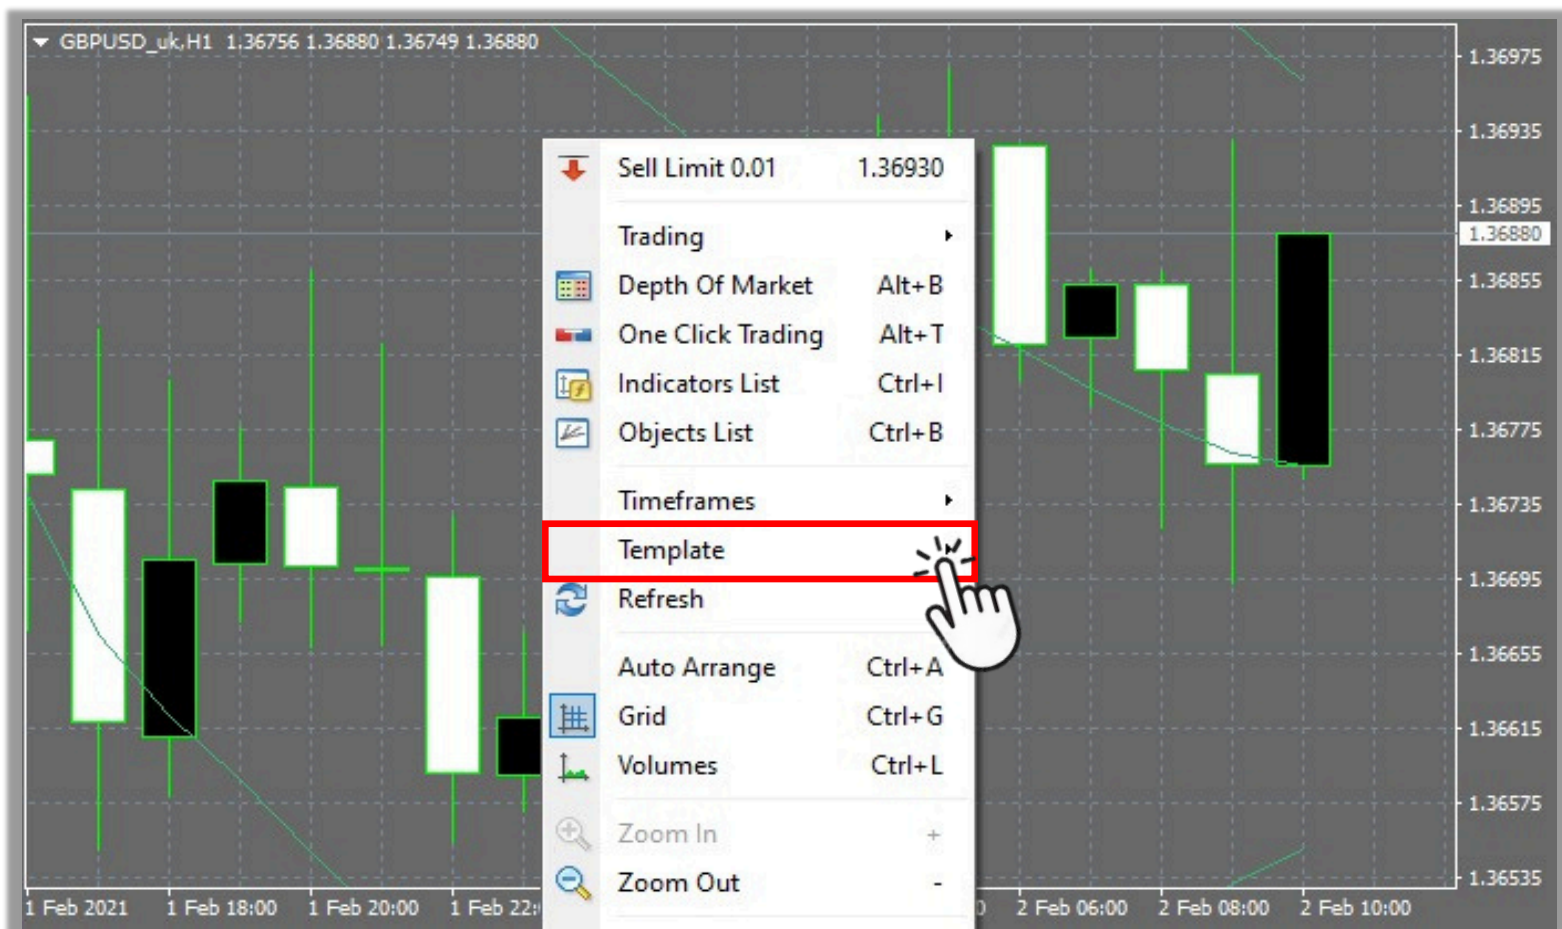 GBPUSD_uk,H1 1.36756 1.36880 1.36749 1.36880
1.36975
1.36935
1.36895
1.36880
1.36855
1.36815
1.36775
1.36735
1.36695
1.36655
1.36615
1.36575
1.36535
Sell Limit 0.01 1.36930
Trading
Depth Of Market Alt+B
One Click Trading Alt+T
Indicators List Ctrl+I
Objects List Ctrl+B
Timeframes
Template
Refresh
Auto Arrange Ctrl+A
Grid Ctrl+G
Volumes Ctrl+L
Zoom In +
Zoom Out -
1 Feb 2021 1 Feb 18:00 1 Feb 20:00 1 Feb 2 Feb 06:00 2 Feb 08:00 2 Feb 10:00